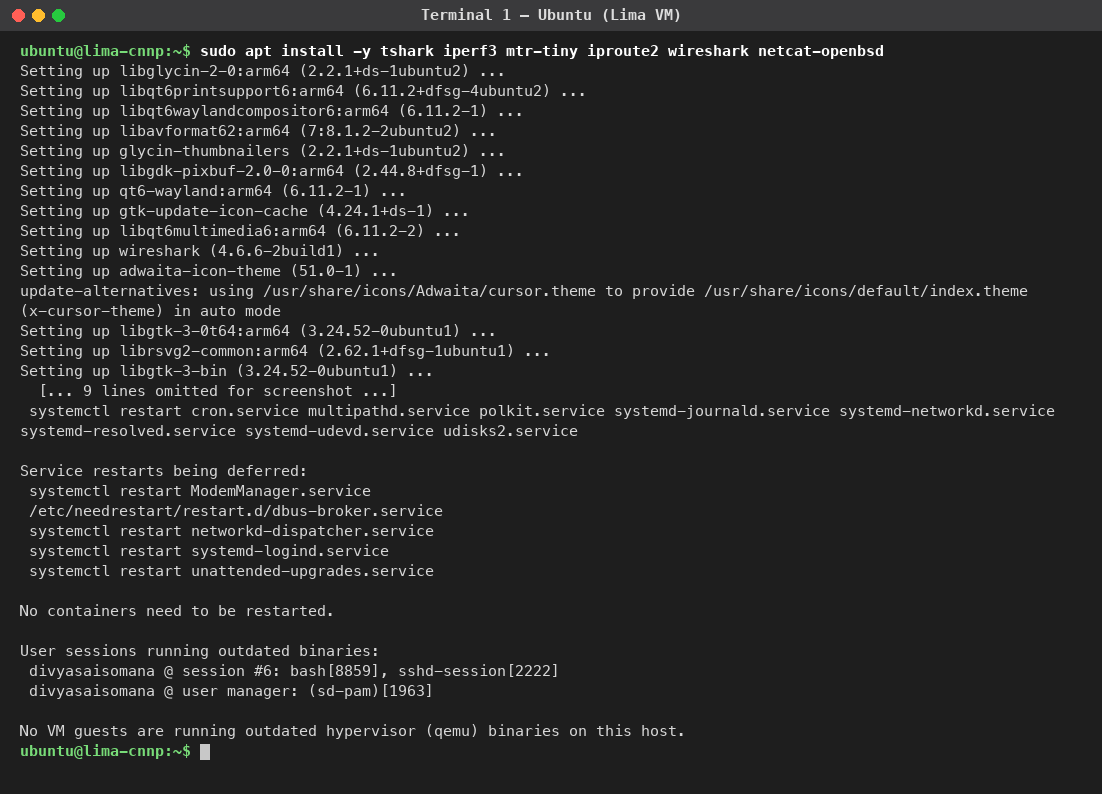 Terminal 1 — Ubuntu (Lima VM)
ubuntu@lima-cnnp:~$ sudo apt install -y tshark iperf3 mtr-tiny iproute2 wireshark netcat-openbsd
Setting up libglycin-2-0:arm64 (2.2.1+ds-1ubuntu2) ...
Setting up libqt6printsupport6:arm64 (6.11.2+dfsg-4ubuntu2) ...
Setting up libqt6waylandcompositor6:arm64 (6.11.2-1) ...
Setting up libavformat62:arm64 (7:8.1.2-2ubuntu2) ...
Setting up glycin-thumbnailers (2.2.1+ds-1ubuntu2) ...
Setting up libgdk-pixbuf-2.0-0:arm64 (2.44.8+dfsg-1) ...
Setting up qt6-wayland:arm64 (6.11.2-1) ...
Setting up gtk-update-icon-cache (4.24.1+ds-1) ...
Setting up libqt6multimedia6:arm64 (6.11.2-2) ...
Setting up wireshark (4.6.6-2build1) ...
Setting up adwaita-icon-theme (51.0-1) ...
update-alternatives: using /usr/share/icons/Adwaita/cursor.theme to provide /usr/share/icons/default/index.theme
(x-cursor-theme) in auto mode
Setting up libgtk-3-0t64:arm64 (3.24.52-0ubuntu1) ...
Setting up librsvg2-common:arm64 (2.62.1+dfsg-1ubuntu1) ...
Setting up libgtk-3-bin (3.24.52-0ubuntu1) ...
[... 9 lines omitted for screenshot ...]
systemctl restart cron.service multipathd.service polkit.service systemd-journald.service systemd-networkd.service
systemd-resolved.service systemd-udevd.service udisks2.service
Service restarts being deferred:
systemctl restart ModemManager.service
/etc/needrestart/restart.d/dbus-broker.service
systemctl restart networkd-dispatcher.service
systemctl restart systemd-logind.service
systemctl restart unattended-upgrades.service
No containers need to be restarted.
User sessions running outdated binaries:
divyasaisomana @ session #6: bash[8859], sshd-session[2222]
divyasaisomana @ user manager: (sd-pam)[1963]
No VM guests are running outdated hypervisor (qemu) binaries on this host.
ubuntu@lima-cnnp:~$